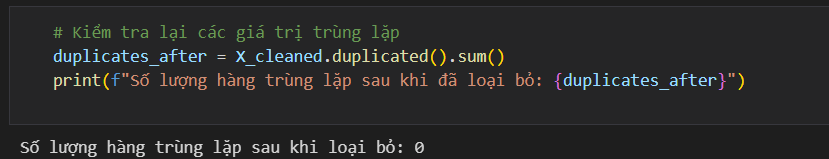 # Kiểm tra lại các giá trị trùng lặp
duplicates_after = X_cleaned.duplicated().sum()
print(f"Số lượng hàng trùng lặp sau khi đã loại bỏ: {duplicates_after}")
Số lượng hàng trùng lặp sau khi loại bỏ: 0